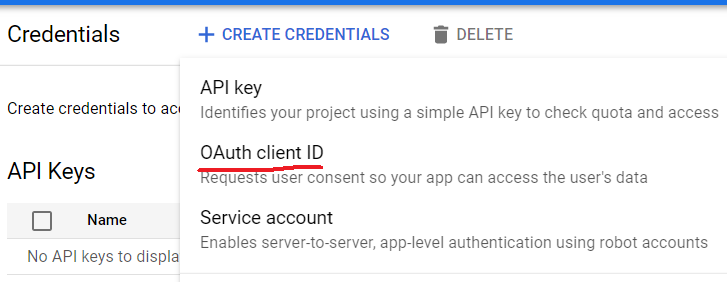 Credentials
+ CREATE CREDENTIALS
DELETE
API key
Identifies your project using a simple API key to check quota and access
Create credentials to acc
OAuth client ID
Requests user consent so your app can access the user's data
API Keys
Service account
Enables server-to-server, app-level authentication using robot accounts
Name
No API keys to displa